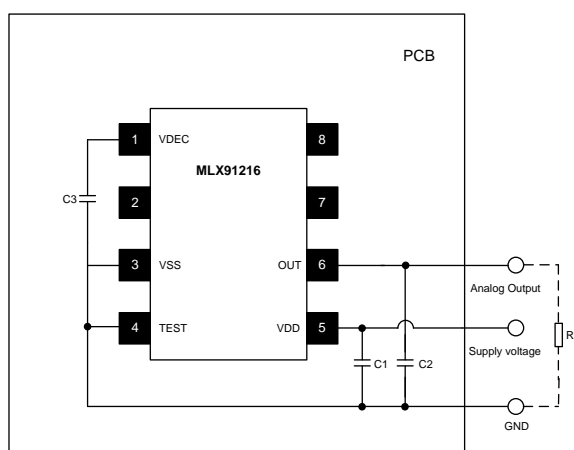 PCB
1 VDEC 8
MLX91216
C3 2 7
3 VSS OUT 6
Analog Output
4 TEST VDD 5
R
Supply voltage
C1 C2
GND